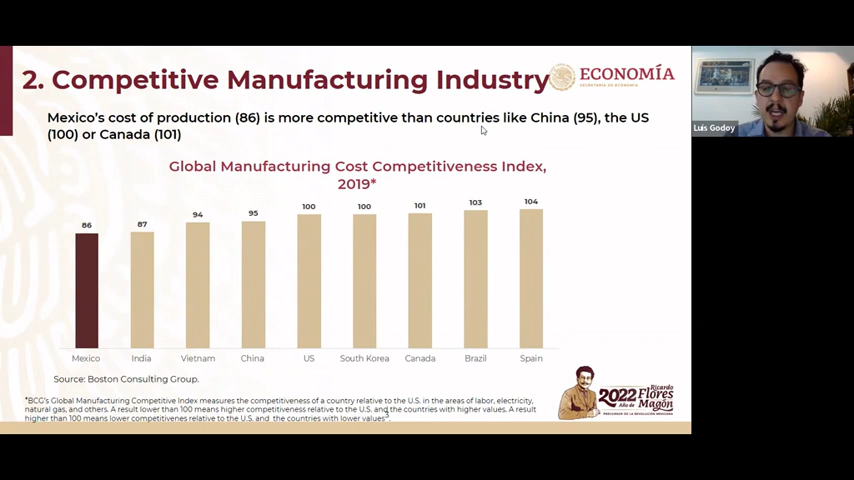 2. Competitive Manufacturing Industry
ECONOMÍA
SECRETARÍA DE ECONOMÍA
Mexico's cost of production (86) is more competitive than countries like China (95), the US
(100) or Canada (101)
Luis Godoy
Global Manufacturing Cost Competitiveness Index,
2019*
86 87 94 95 100 100 101 103 104
Mexico India Vietnam China US South Korea Canada Brazil Spain
Source: Boston Consulting Group.
*BCG's Global Manufacturing Competitive Index measures the competitiveness of a country relative to the U.S. in the areas of labor, electricity,
natural gas, and others. A result lower than 100 means higher competitiveness relative to the U.S. and the countries with higher values. A result
higher than 100 means lower competitivenes relative to the U.S. and the countries with lower values".
3
2022 Ricardo
Flores
Año de Magón
PRECURSOR DE LA REVOLUCIÓN MEXICANA